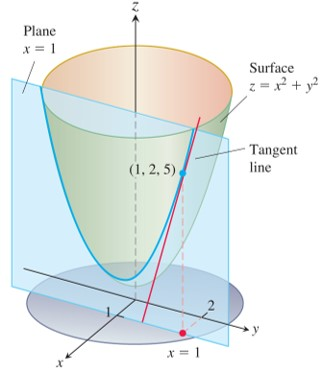 z
Plane
x = 1
Surface
z = x² + y²
Tangent
line
(1, 2, 5)
1
2
y
x = 1
x